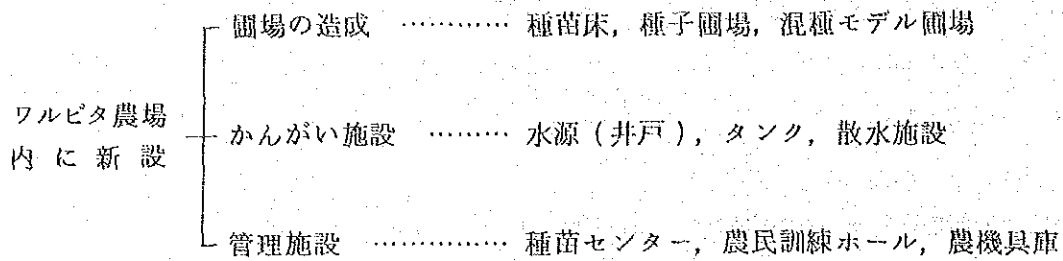 圃場の造成 ………… 種苗床, 種子圃場, 混種モデル圃場
ワルピタ農場
内に新設
かんがい施設 ……… 水源(井戸), タンク, 散水施設
管理施設 …………… 種苗センター, 農民訓練ホール, 農機具庫